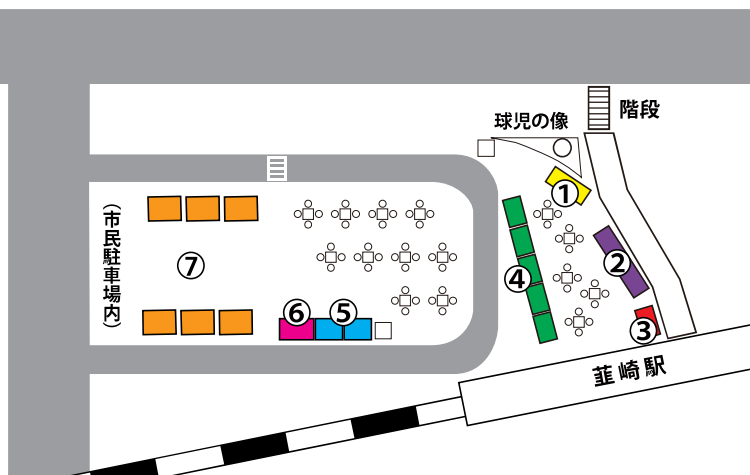 球児の像
階段
①
②
③
④
(市民駐車場内)
⑦
⑥
⑤
韮崎駅